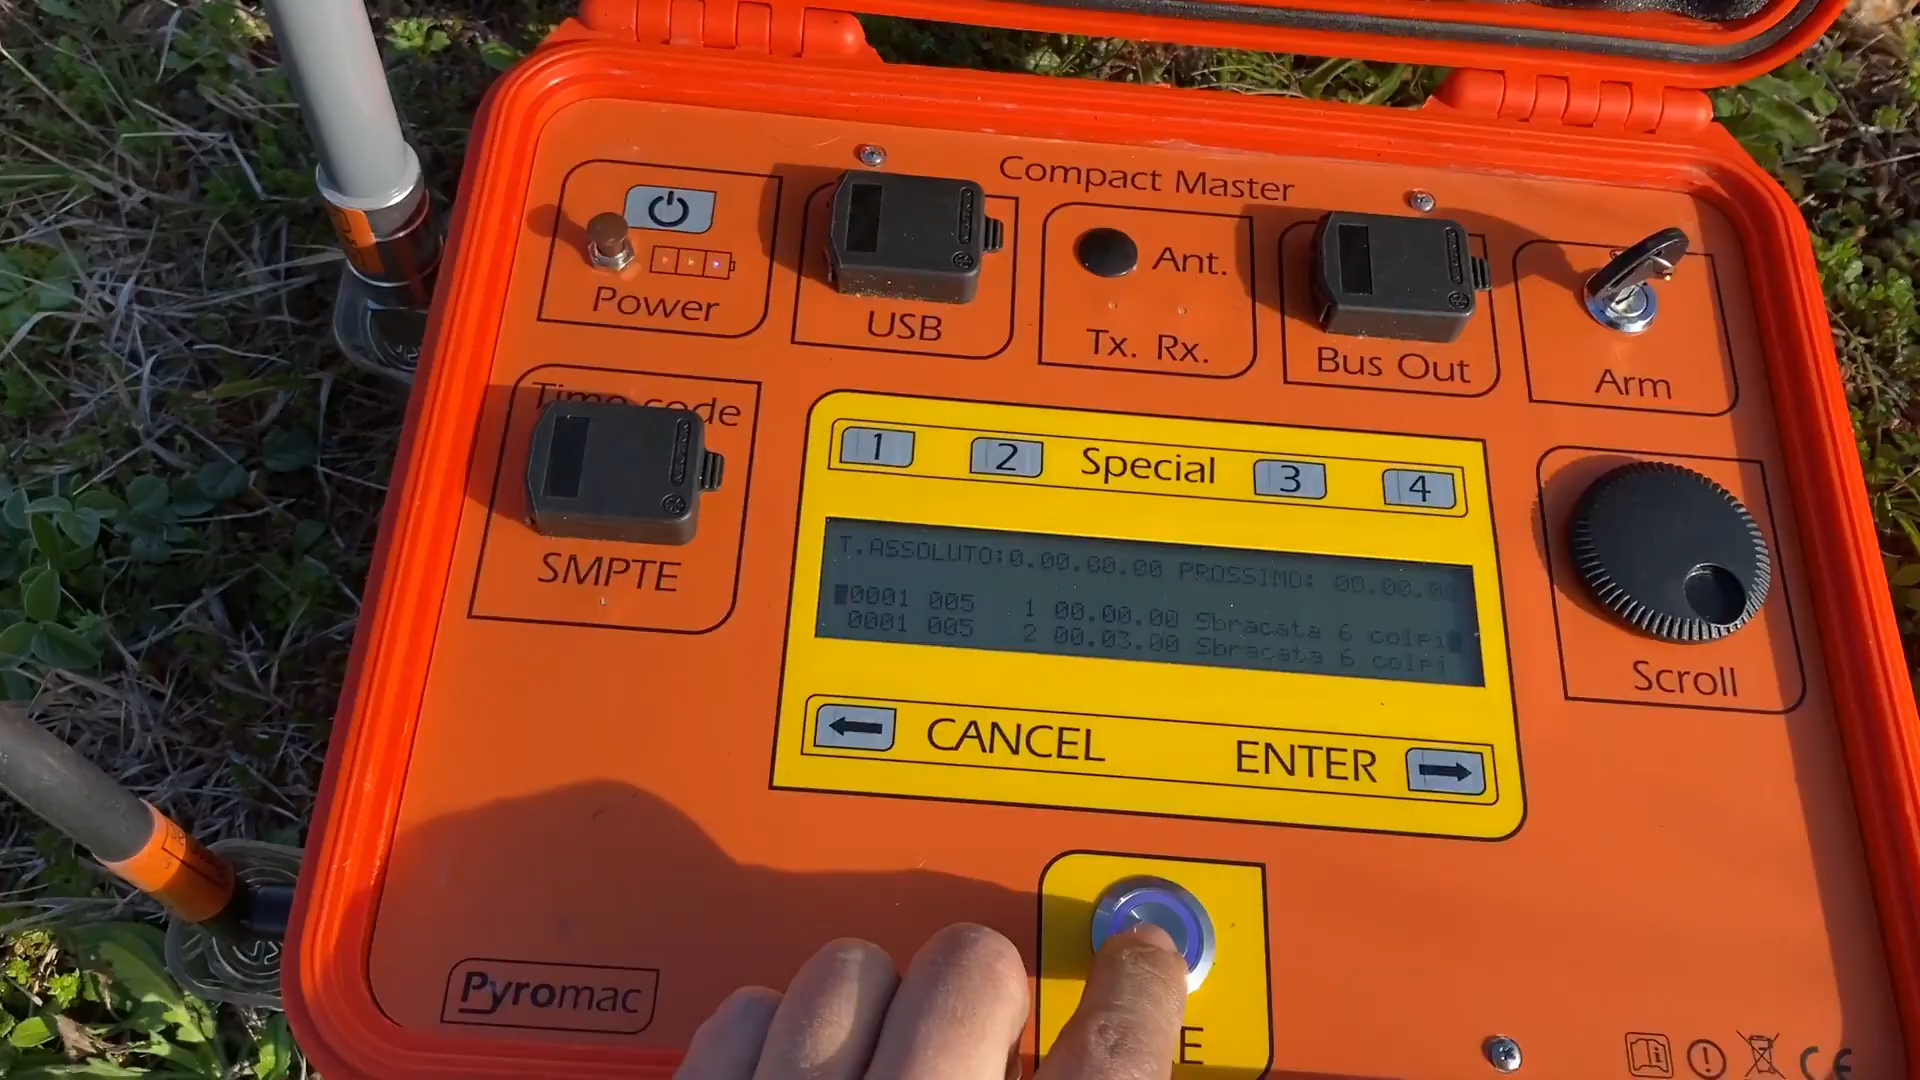 Compact Master
Power
USB
Ant.
Tx. Rx.
Bus Out
Arm
Time code
SMPTE
1 2 Special 3 4
T.ASSOLUTO:0.00.00.00 PROSSIMO: 00.00.00
0001 005 1 00.00.00 Sbracata 6 colpi
0001 005 2 00.03.00 Sbracata 6 colpi
Scroll
CANCEL ENTER
Pyromac
CE